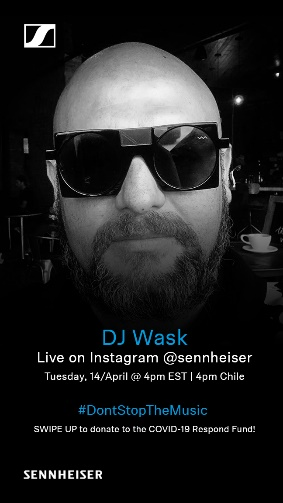 DJ Wask
Live on Instagram @sennheiser
Tuesday, 14/April @ 4pm EST | 4pm Chile
#DontStopTheMusic
SWIPE UP to donate to the COVID-19 Respond Fund!
SENNHEISER